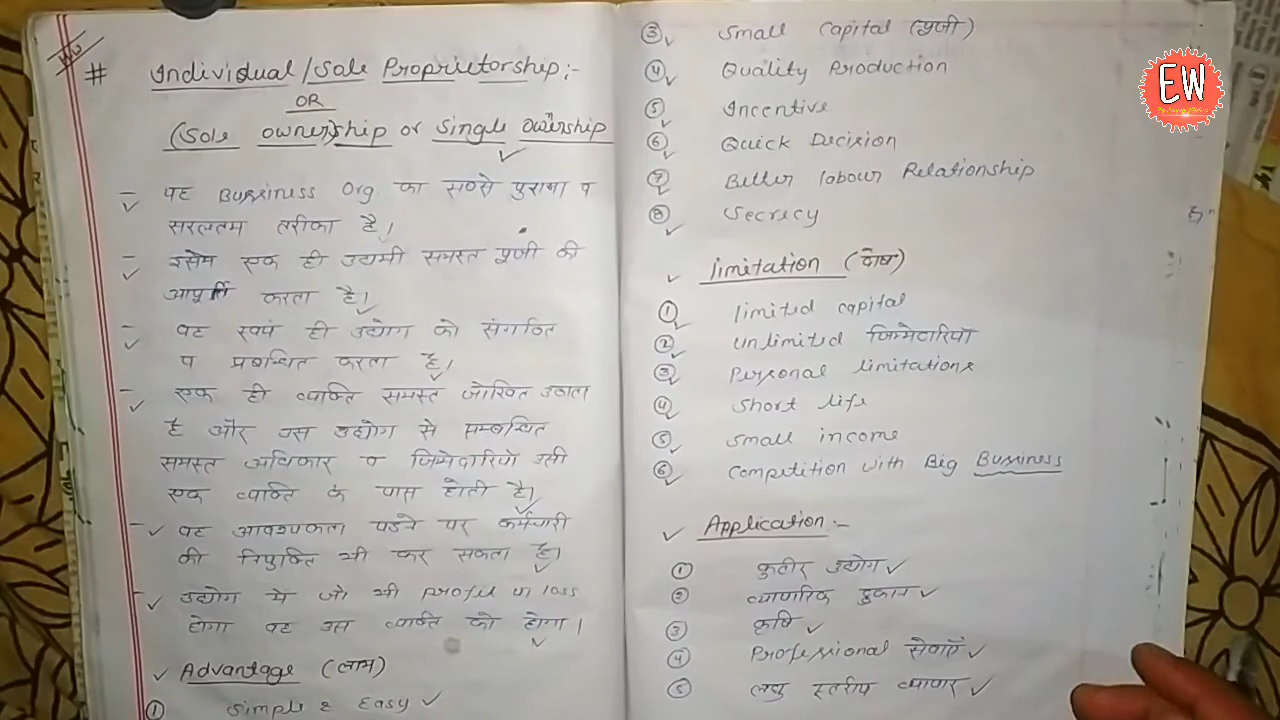 # Individual / Sole Proprietorship :-
OR
(Sole ownership or Single ownership
- यह Bussiness Org. का सबसे पुराना व
सरलतम तरीका है।
- इसमे एक ही उद्यमी समस्त पूजी की
आपूर्ति करता है।
- वह स्वयं ही उद्योग को संगठित
व प्रबन्धित करता है।
- एक ही व्यक्ति समस्त जोखिम उठाता
है और उस उद्योग से सम्बन्धित
समस्त अधिकार व जिम्मेदारियो उसी
एक व्यक्ति के पास होती है।
- वह आवश्यकता पडने पर कर्मचारी
की नियुक्ति भी कर सकता है।
- उद्योग मे जो भी profit या loss
होगा वह उस व्यक्ति को होगा।
Advantage (लाभ)
① Simple & Easy
③ Small Capital (पूजी)
④ Quality Production
⑤ Incentive
⑥ Quick Decision
⑦ Better labour Relationship
⑧ Secrecy
limitation (दोष)
① limited capital
② unlimited जिम्मेदारियाँ
③ Personal limitations
④ Short life
⑤ Small income
⑥ Competition with Big Bussiness
Application :-
① कुटीर उद्योग
② व्यापारिक दुकान
③ कृषि
④ Professional सेवाएँ
⑤ लघु स्तरीय व्यापार
EW